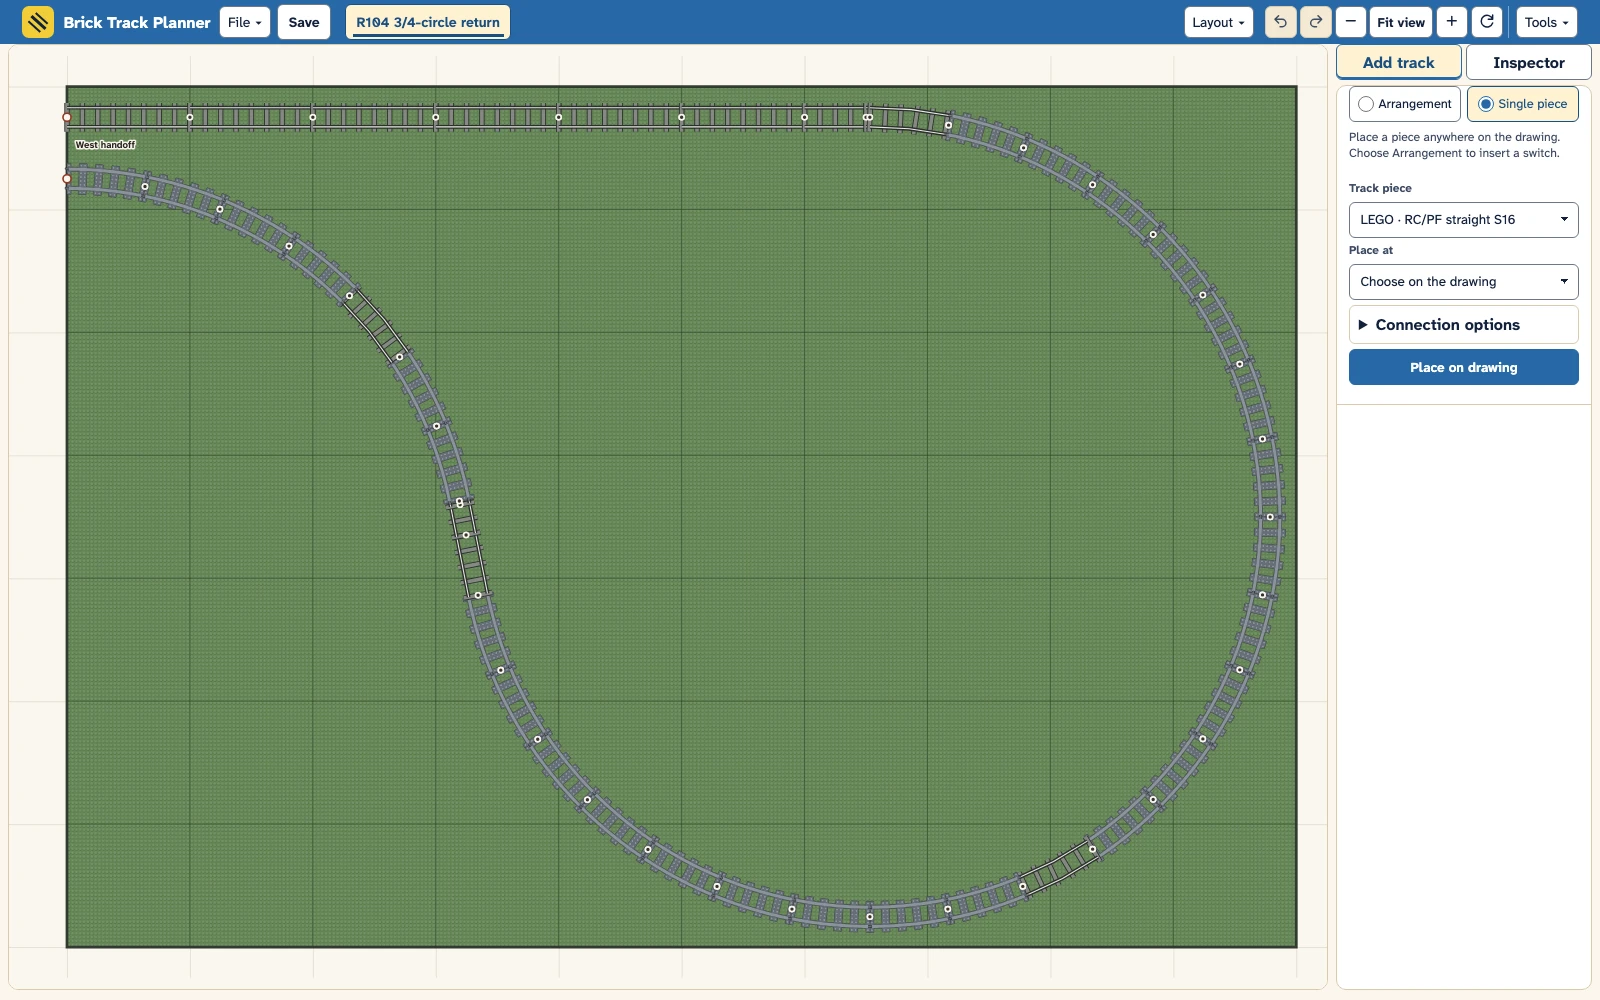 Brick Track Planner
File
Save
R104 3/4-circle return
Layout
Fit view
Tools
Add track
Inspector
Arrangement
Single piece
Place a piece anywhere on the drawing.
Choose Arrangement to insert a switch.
Track piece
LEGO · RC/PF straight S16
Place at
Choose on the drawing
Connection options
Place on drawing
West handoff